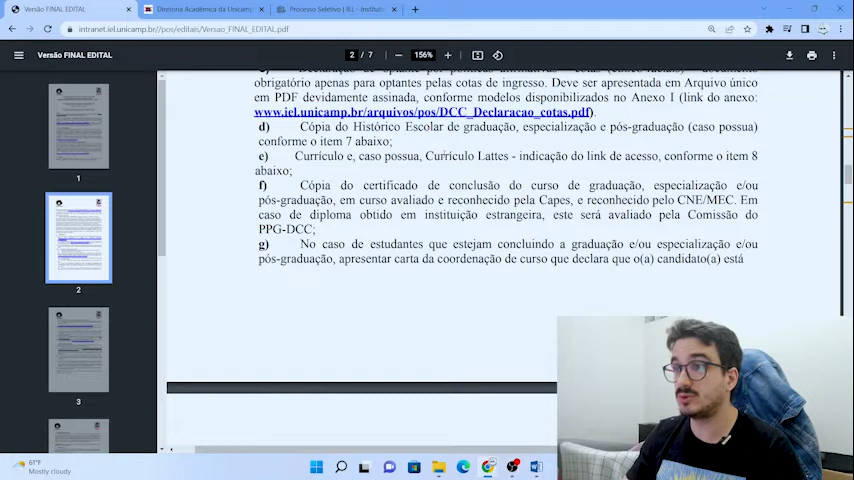 Versão FINAL EDITAL
Diretoria Acadêmica da Unicamp
Processo Seletivo | IEL - Institut
intranet.iel.unicamp.br//pos/editais/Versao_FINAL_EDITAL.pdf
Versão FINAL EDITAL
2 / 7
156%
obrigatório apenas para optantes pelas cotas de ingresso. Deve ser apresentada em Arquivo único
em PDF devidamente assinada, conforme modelos disponibilizados no Anexo I (link do anexo:
www.iel.unicamp.br/arquivos/pos/DCC_Declaracao_cotas.pdf).
d) Cópia do Histórico Escolar de graduação, especialização e pós-graduação (caso possua)
conforme o item 7 abaixo;
e) Currículo e, caso possua, Currículo Lattes - indicação do link de acesso, conforme o item 8
abaixo;
f) Cópia do certificado de conclusão do curso de graduação, especialização e/ou
pós-graduação, em curso avaliado e reconhecido pela Capes, e reconhecido pelo CNE/MEC. Em
caso de diploma obtido em instituição estrangeira, este será avaliado pela Comissão do
PPG-DCC;
g) No caso de estudantes que estejam concluindo a graduação e/ou especialização e/ou
pós-graduação, apresentar carta da coordenação de curso que declara que o(a) candidato(a) está
1
2
3
61°F
Mostly cloudy